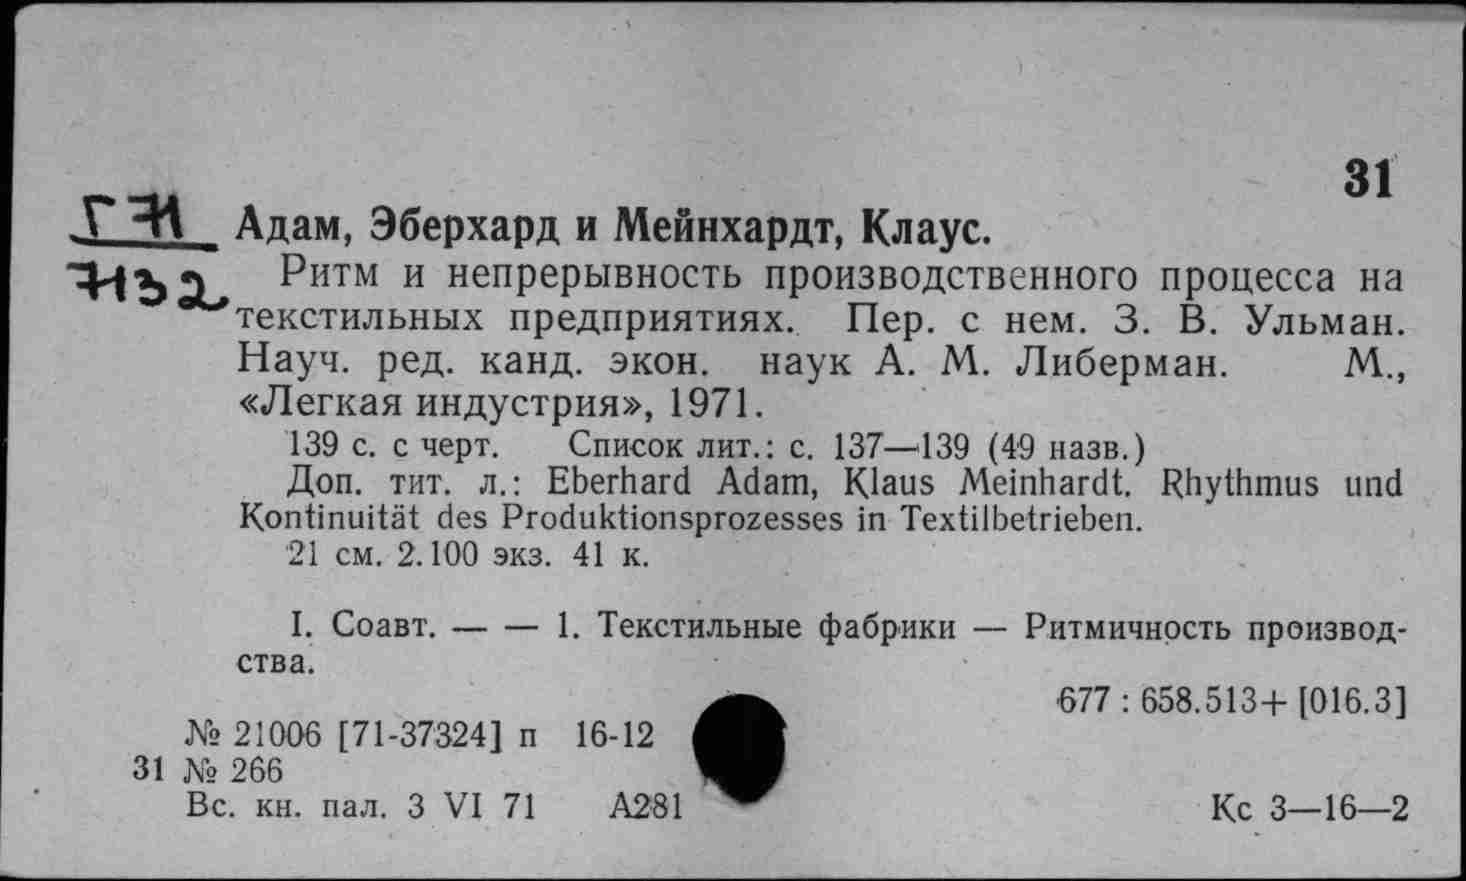 31
Адам, Эберхард и Мейнхардт, Клаус.
Ритм и непрерывность производственного процесса на
текстильных предприятиях. Пер. с нем. З. В. Ульман.
Науч. ред. канд. экон. наук А. М. Либерман. М.,
«Легкая индустрия», 1971.
139 с. с черт. Список лит.: с. 137—139 (49 назв.)
Доп. тит. л.: Eberhard Adam, Klaus Meinhardt. Rhythmus und
Kontinuität des Produktionsprozesses in Textilbetrieben.
21 см. 2.100 экз. 41 к.
I. Соавт. — — 1. Текстильные фабрики — Ритмичность производ-
ства.
677 : 658.513+ [016.3]
№ 21006 [71-37324] п 16-12
31 № 266
Вс. кн. пал. 3 VI 71 А281 Кс 3—16—2